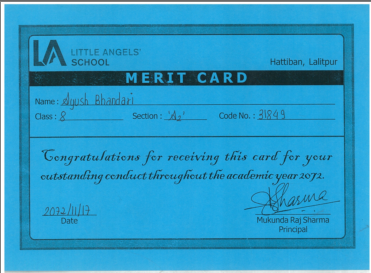 LA LITTLE ANGELS'
SCHOOL
Hattiban, Lalitpur
MERIT CARD
Name : Ayush Bhandari
Class : 8 Section : 'A2' Code No. : 31849
Congratulations for receiving this card for your
outstanding conduct throughout the academic year 2072.
2072/11/17
Date
Sharma
Mukunda Raj Sharma
Principal